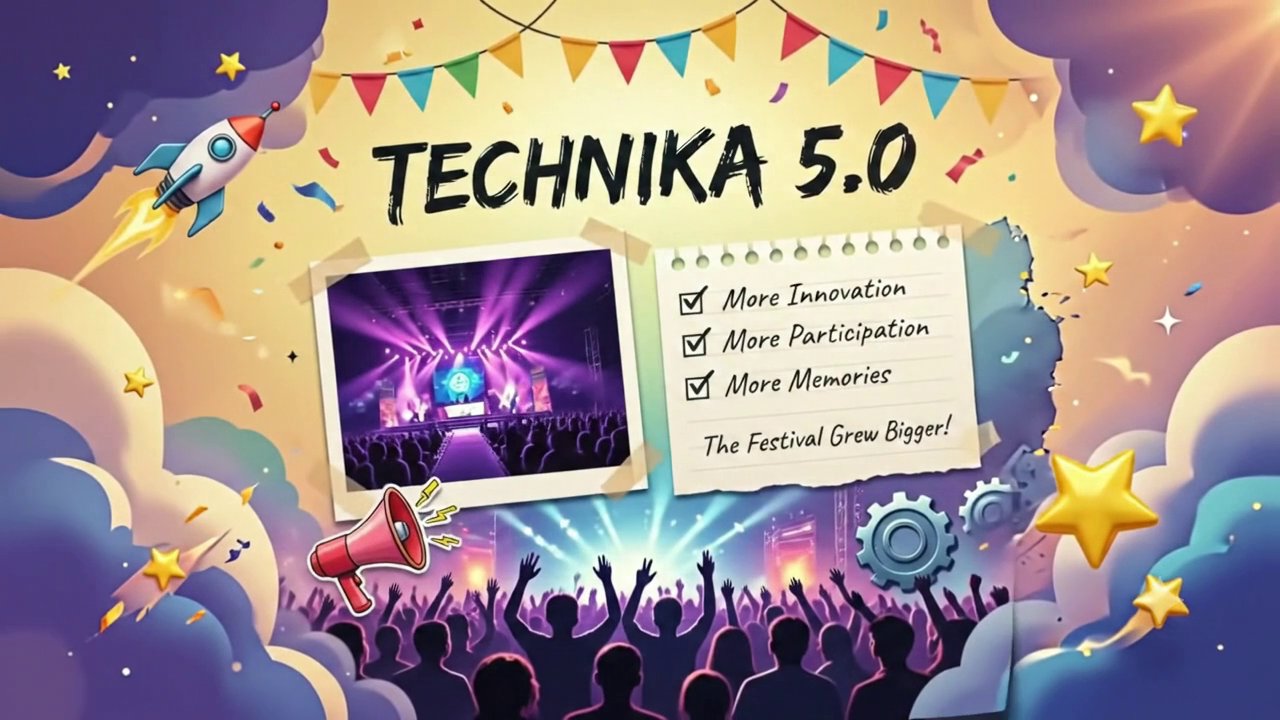 TECHNIKA 5.0
More Innovation
More Participation
More Memories
The Festival Grew Bigger!